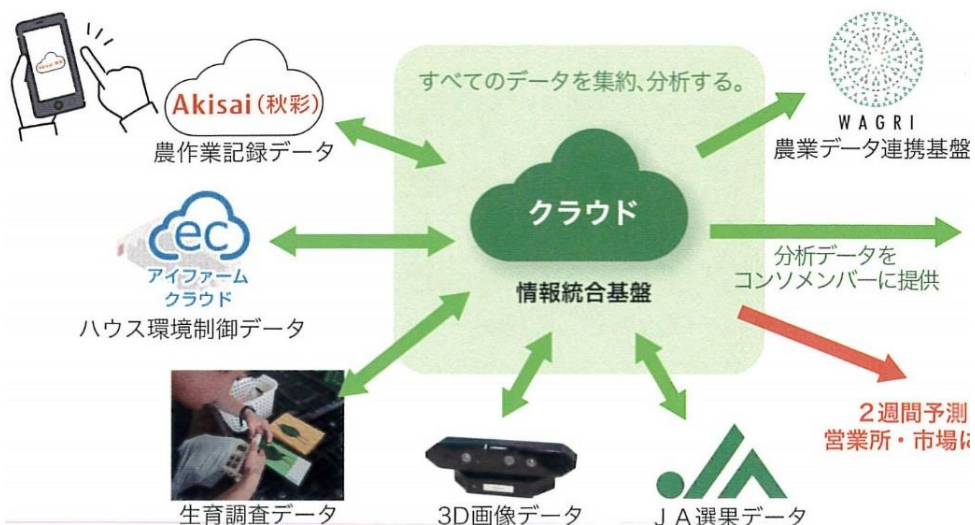 すべてのデータを集約、分析する。
Akisai(秋彩)
農作業記録データ
WAGRI
農業データ連携基盤
クラウド
情報統合基盤
ec
アイファーム
クラウド
ハウス環境制御データ
分析データを
コンソメンバーに提供
2週間予測
営業所・市場に
生育調査データ
3D画像データ
JA選果データ